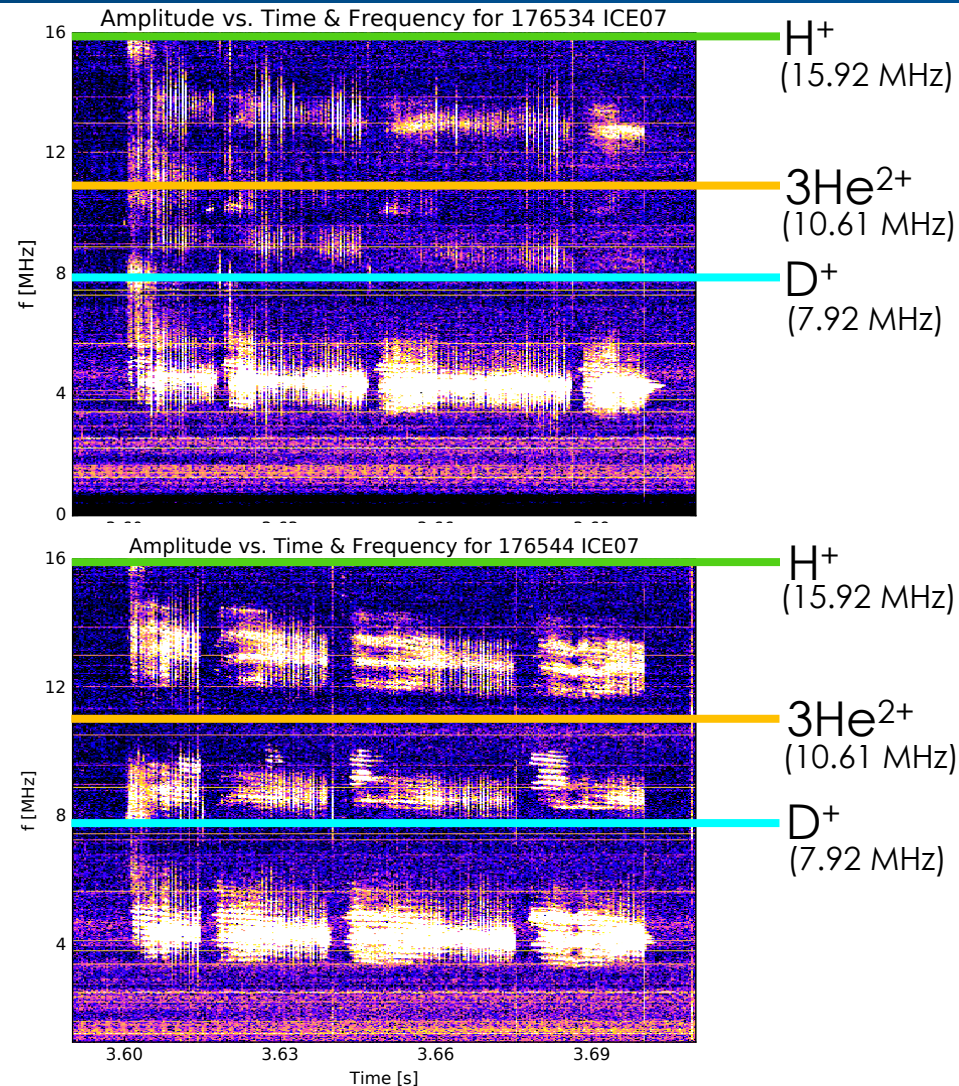 Amplitude vs. Time & Frequency for 176534 ICE07
16
12
8
4
0
f [MHz]
H+
(15.92 MHz)
3He2+
(10.61 MHz)
D+
(7.92 MHz)
Amplitude vs. Time & Frequency for 176544 ICE07
16
12
8
4
f [MHz]
3.60
3.63
3.66
3.69
Time [s]
H+
(15.92 MHz)
3He2+
(10.61 MHz)
D+
(7.92 MHz)